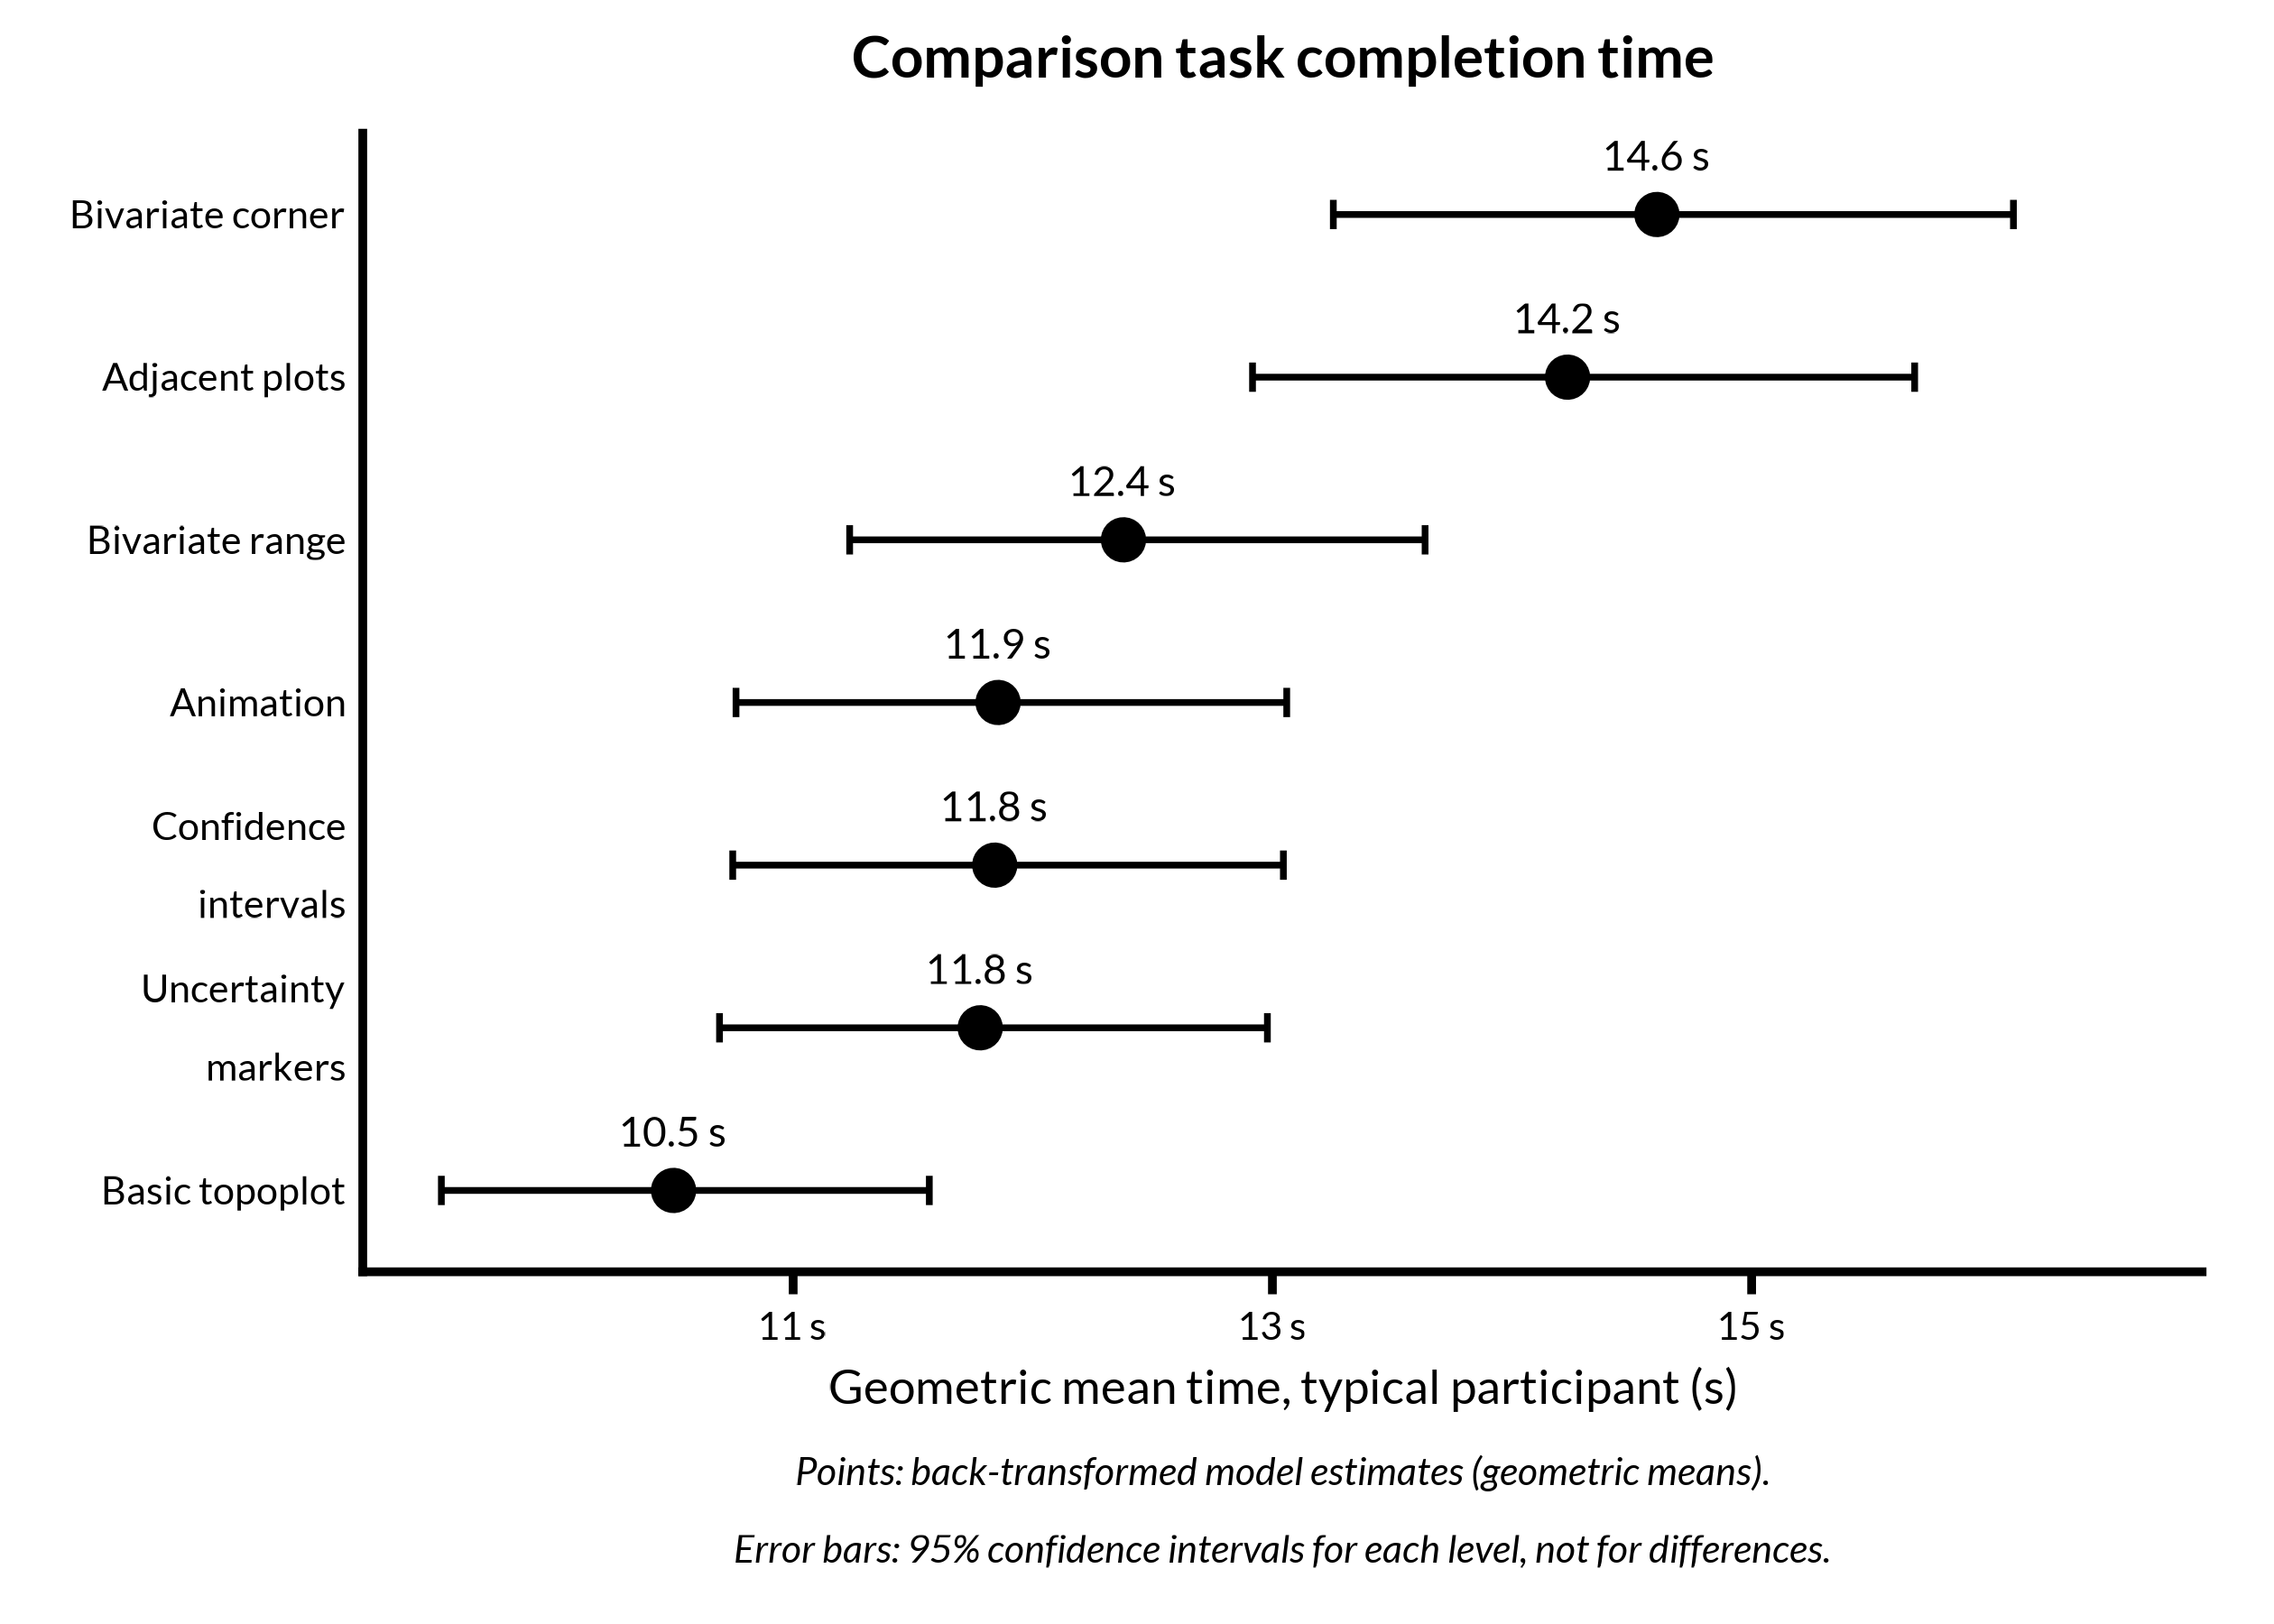 Comparison task completion time
14.6 s
Bivariate corner
14.2 s
Adjacent plots
12.4 s
Bivariate range
11.9 s
Animation
11.8 s
Confidence
intervals
11.8 s
Uncertainty
markers
10.5 s
Basic topoplot
11 s 13 s 15 s
Geometric mean time, typical participant (s)
Points: back-transformed model estimates (geometric means).
Error bars: 95% confidence intervals for each level, not for differences.